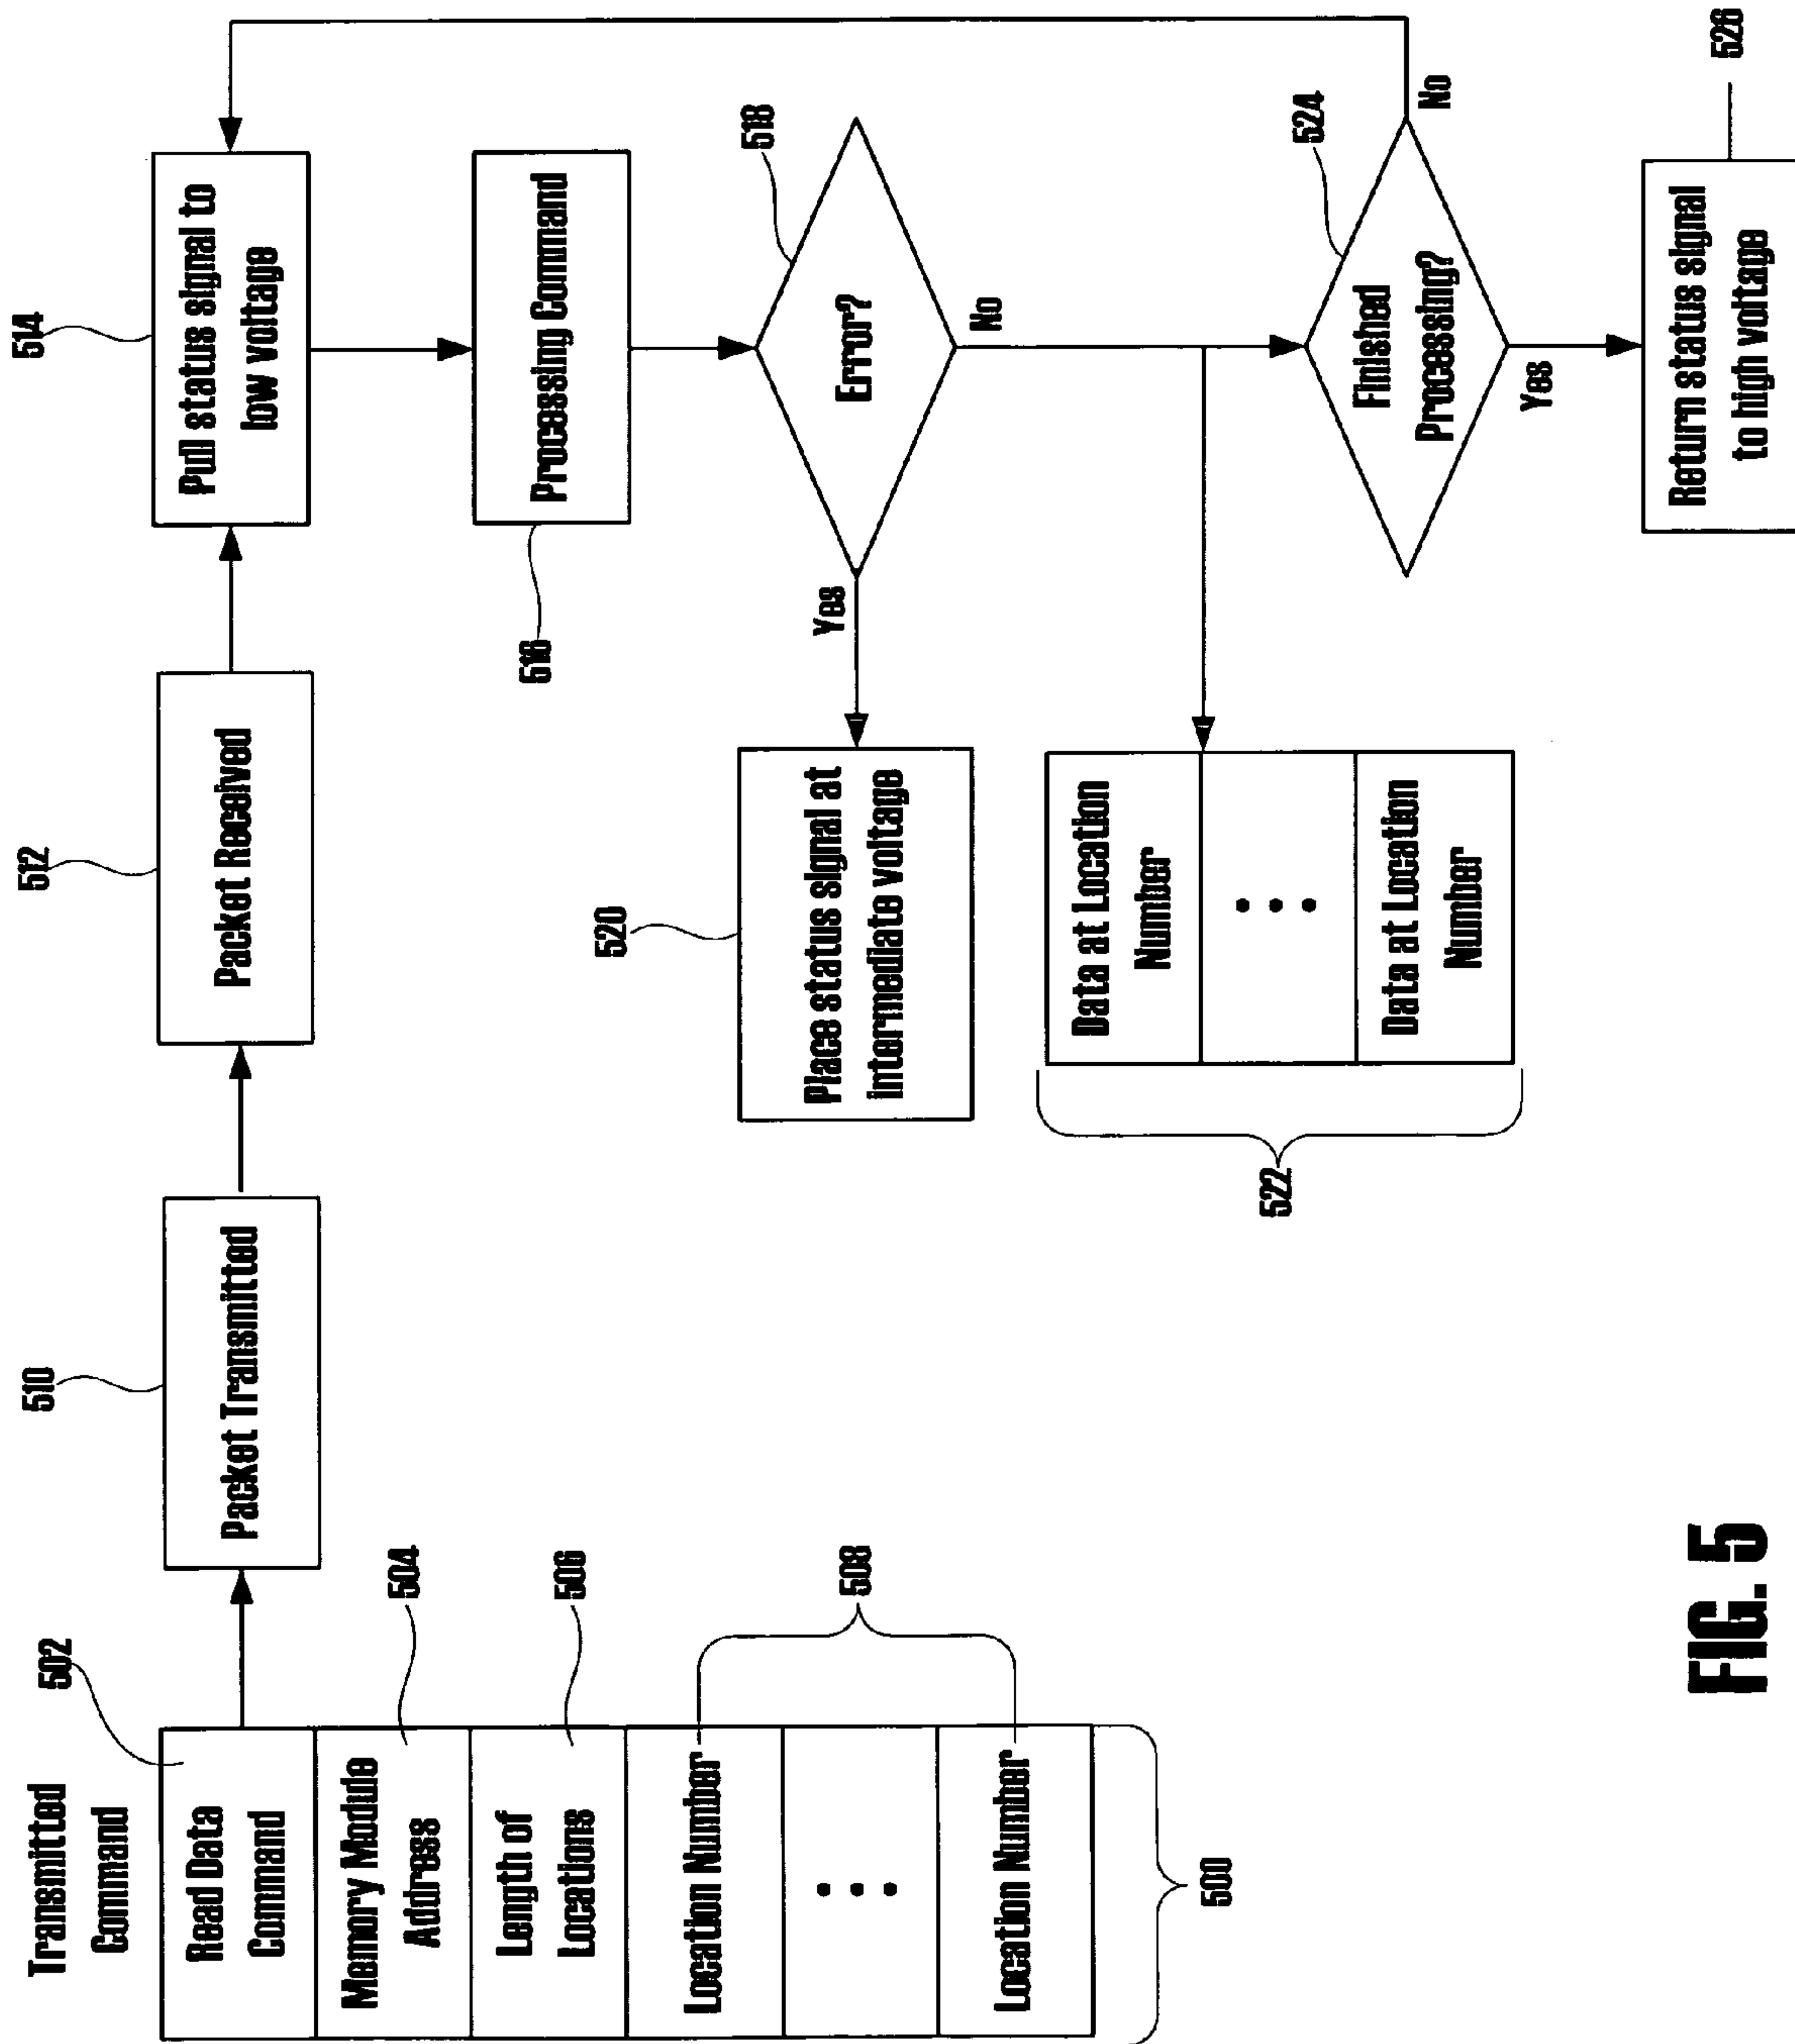 Transmitted
Command
502
Read Data
Command
Memory Module
Address
504
Length of
Locations
506
Location Number
508
Location Number
500
510
Packet Transmitted
512
Packet Received
514
Pull status signal to
low voltage
516
Processing Command
518
Error?
Yes
No
520
Place status signal at
intermediate voltage
522
Data at Location
Number
Data at Location
Number
524
Finished
Processing?
No
Yes
526
Return status signal
to high voltage
FIG. 5